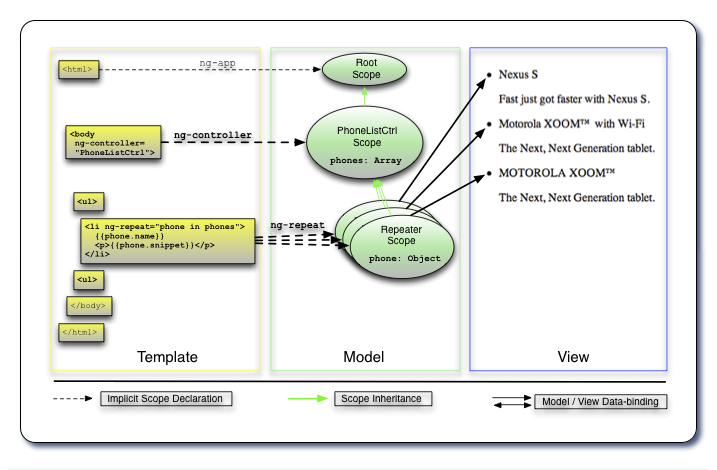 <html>
ng-app
Root
Scope
<body
ng-controller=
"PhoneListCtrl">
ng-controller
PhoneListCtrl
Scope
phones: Array
<ul>
<li ng-repeat="phone in phones">
{{phone.name}}
<p>{{phone.snippet}}</p>
</li>
ng-repeat
Repeater
Scope
phone: Object
<ul>
</body>
</html>
• Nexus S
Fast just got faster with Nexus S.
• Motorola XOOM™ with Wi-Fi
The Next, Next Generation tablet.
• MOTOROLA XOOM™
The Next, Next Generation tablet.
Template
Model
View
Implicit Scope Declaration
Scope Inheritance
Model / View Data-binding